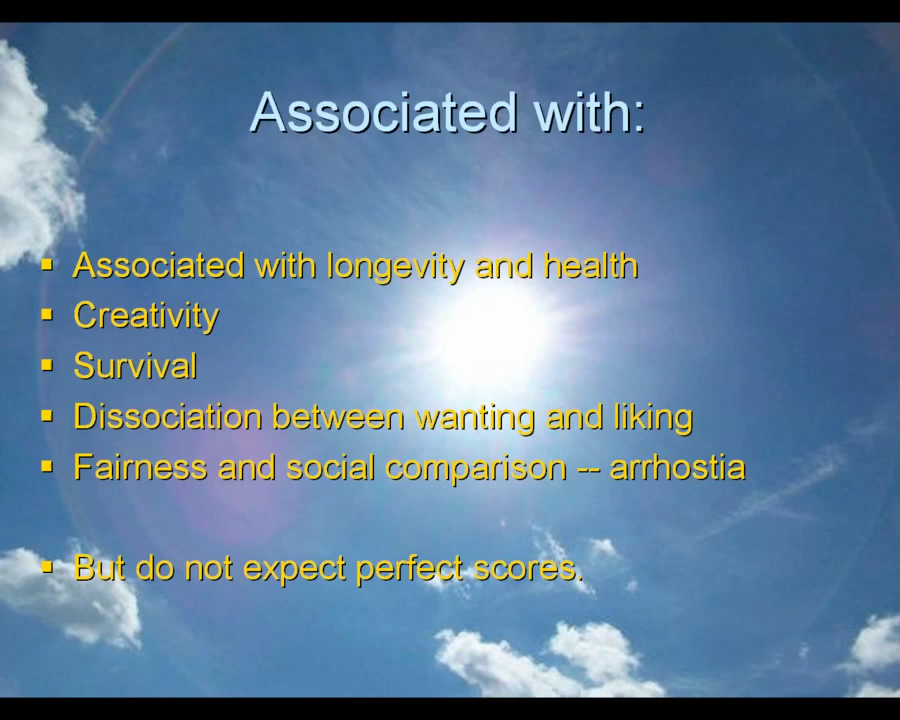 Associated with:
▪ Associated with longevity and health
▪ Creativity
▪ Survival
▪ Dissociation between wanting and liking
▪ Fairness and social comparison -- arrhostia
▪ But do not expect perfect scores.